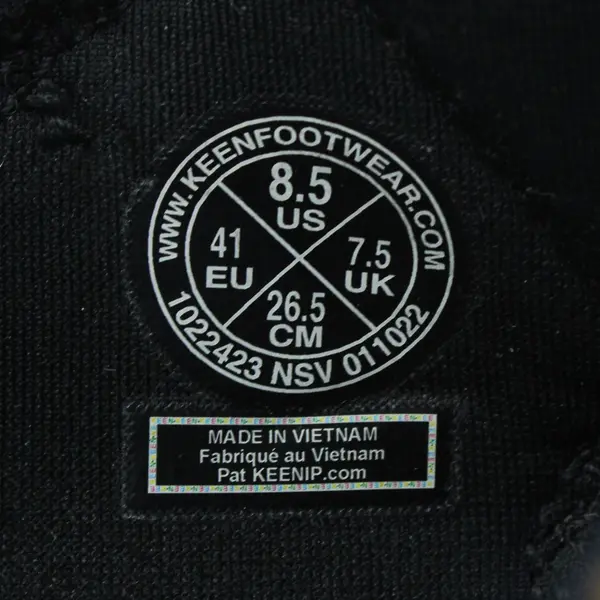 WWW.KEENFOOTWEAR.COM
8.5
US
41
EU
7.5
UK
26.5
CM
1022423 NSV 011022
MADE IN VIETNAM
Fabriqué au Vietnam
Pat KEENIP.com